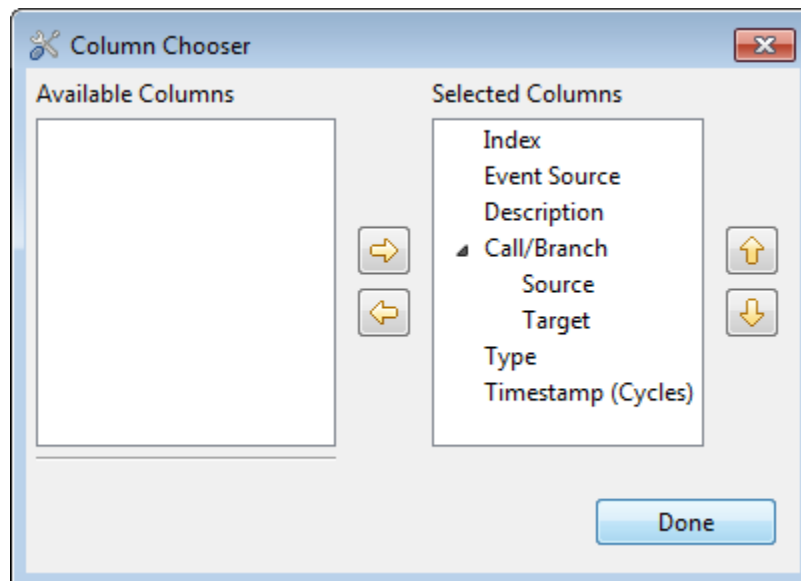 Column Chooser
Available Columns
Selected Columns
Index
Event Source
Description
Call/Branch
Source
Target
Type
Timestamp (Cycles)
Done